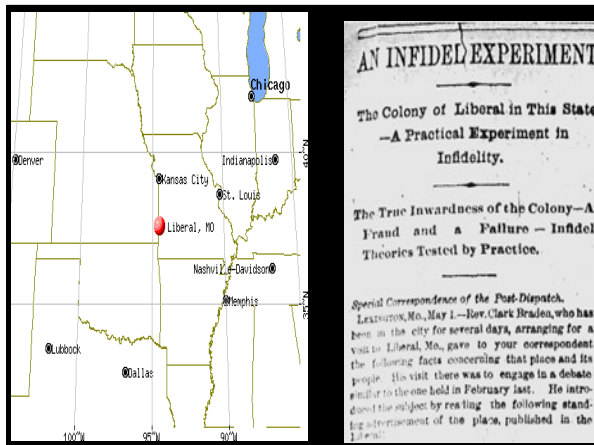 Chicago
40°N
Denver
Indianapolis
Kansas City
St. Louis
Liberal, MO
Nashville-Davidson
35°N
Memphis
Lubbock
Dallas
100°W
95°W
90°W
AN INFIDEL EXPERIMENT
The Colony of Liberal in This State
—A Practical Experiment in
Infidelity.
The True Inwardness of the Colony—A
Fraud and a Failure — Infidel
Theories Tested by Practice.
Special Correspondence of the Post-Dispatch.
LEXINGTON, Mo., May 1.—Rev. Clark Braden, who has
been in the city for several days, arranging for a
visit to Liberal, Mo., gave to your correspondent
the following facts concerning that place and its
people. His visit there was to engage in a debate
similar to the one held in February last. He intro-
duced the subject by reading the following stand-
ing advertisement of the place, published in the
Liberal: